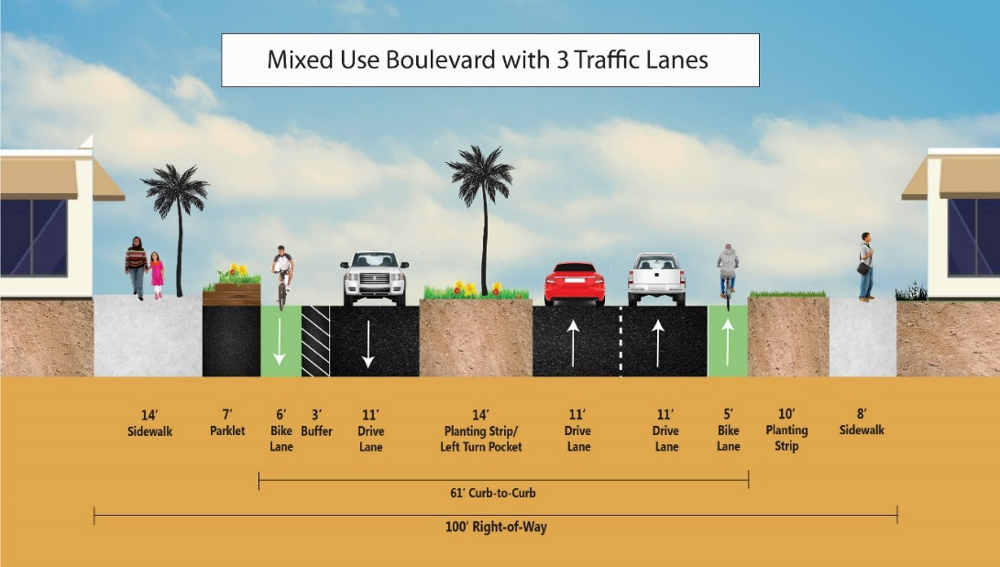 Mixed Use Boulevard with 3 Traffic Lanes
14′
Sidewalk
7′
Parklet
6′
Bike
Lane
3′
Buffer
11′
Drive
Lane
14′
Planting Strip/
Left Turn Pocket
11′
Drive
Lane
11′
Drive
Lane
5′
Bike
Lane
10′
Planting
Strip
8′
Sidewalk
61′ Curb-to-Curb
100′ Right-of-Way